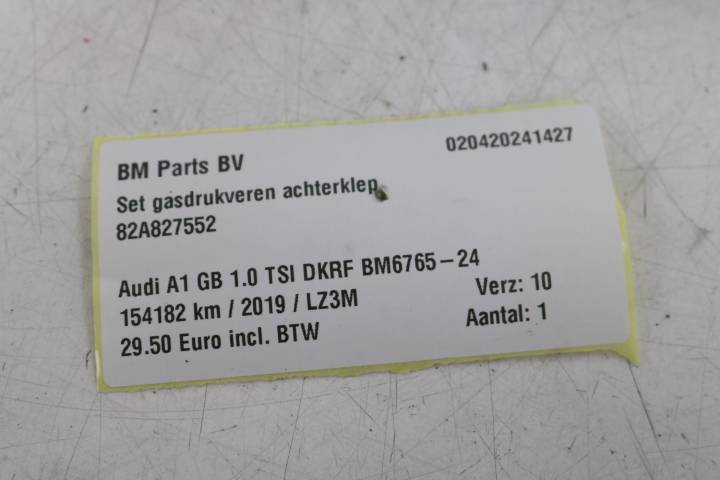 BM Parts BV 020420241427
Set gasdrukveren achterklep
82A827552
Audi A1 GB 1.0 TSI DKRF BM6765-24
154182 km / 2019 / LZ3M Verz: 10
29.50 Euro incl. BTW Aantal: 1